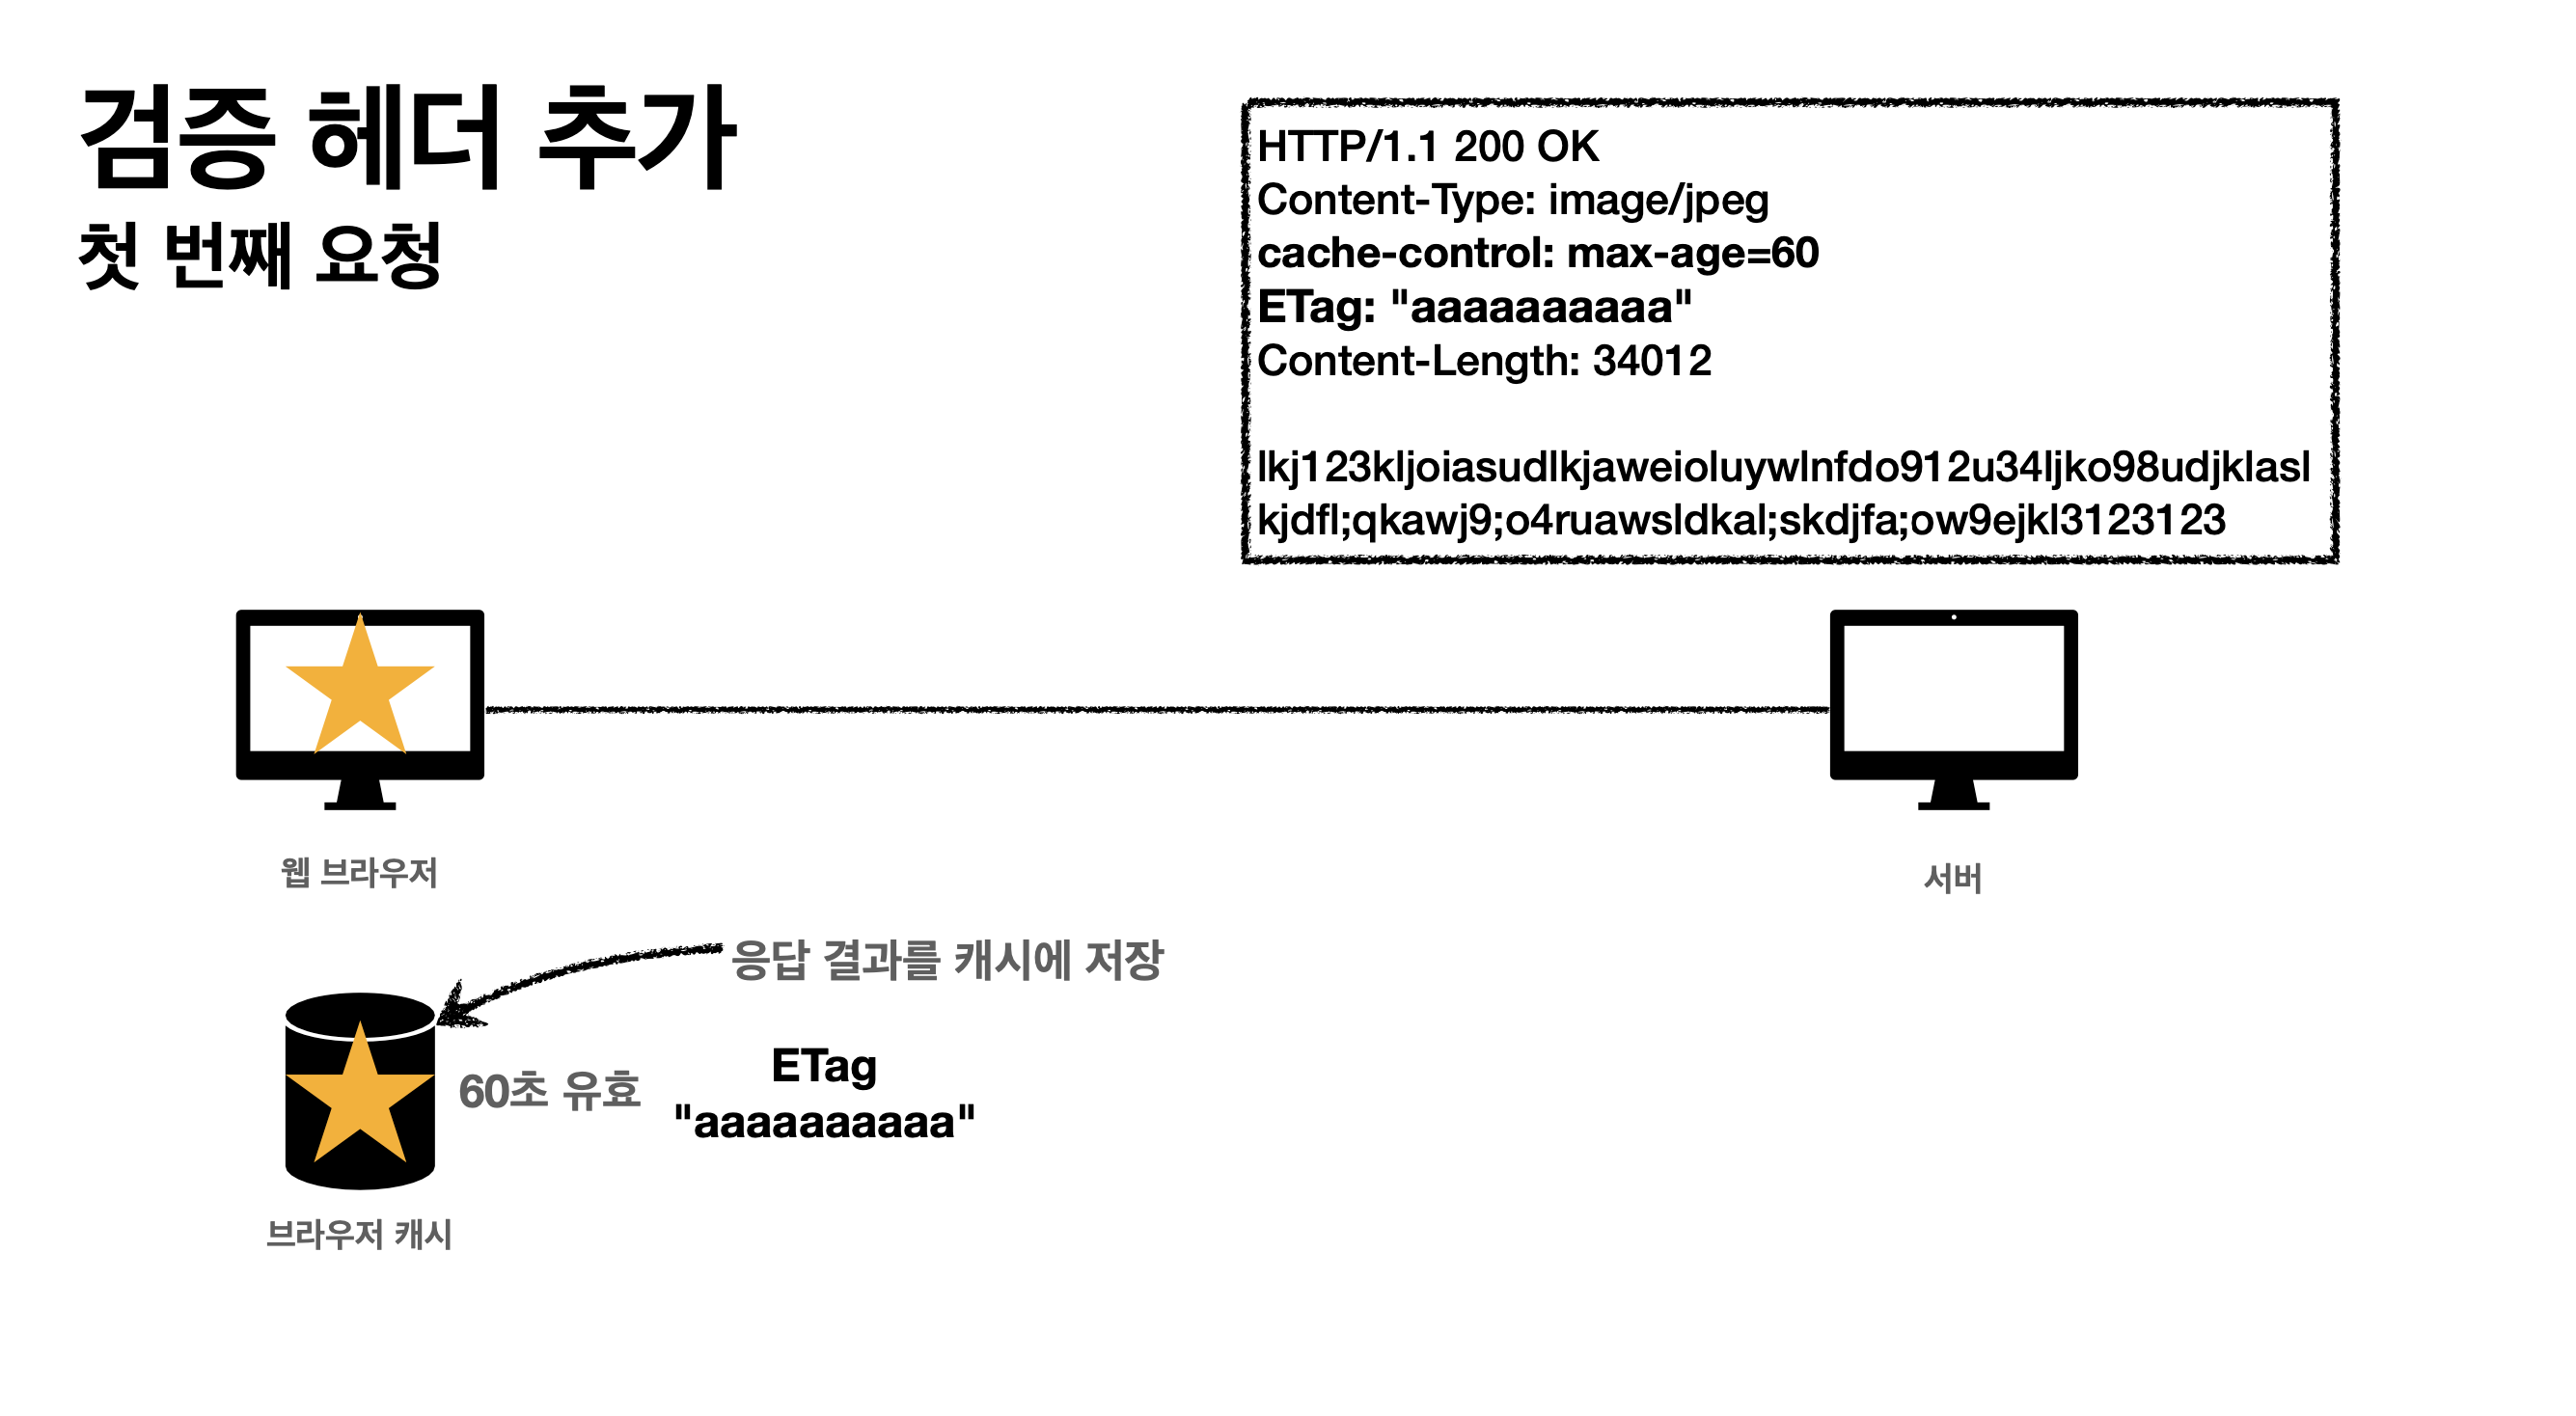 검증 헤더 추가
첫 번째 요청
HTTP/1.1 200 OK
Content-Type: image/jpeg
cache-control: max-age=60
ETag: "aaaaaaaaaa"
Content-Length: 34012
lkj123kljoiasudlkjaweioluywlnfdo912u34ljko98udjklasl
kjdfl;qkawj9;o4ruawsldkal;skdjfa;ow9ejkl3123123
웹 브라우저
서버
응답 결과를 캐시에 저장
60초 유효
ETag
"aaaaaaaaaa"
브라우저 캐시